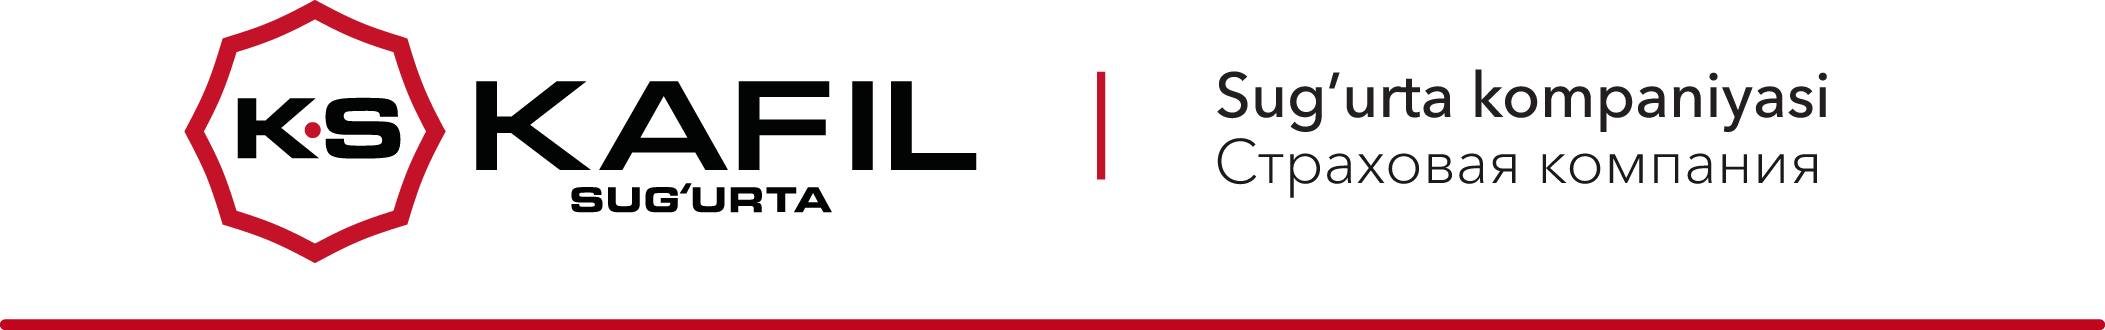 K·S
KAFIL
SUG'URTA
Sug'urta kompaniyasi
Страховая компания